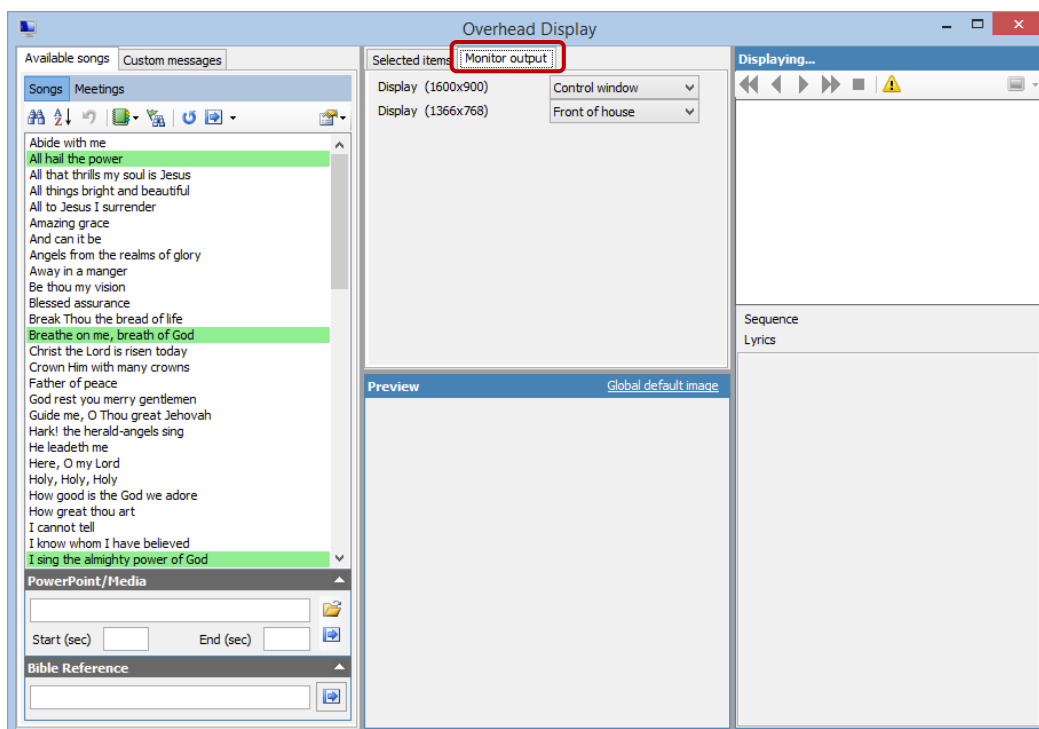 Overhead Display
Available songs
Custom messages
Songs
Meetings
Abide with me
All hail the power
All that thrills my soul is Jesus
All things bright and beautiful
All to Jesus I surrender
Amazing grace
And can it be
Angels from the realms of glory
Away in a manger
Be thou my vision
Blessed assurance
Break Thou the bread of life
Breathe on me, breath of God
Christ the Lord is risen today
Crown Him with many crowns
Father of peace
God rest you merry gentlemen
Guide me, O Thou great Jehovah
Hark! the herald-angels sing
He leadeth me
Here, O my Lord
Holy, Holy, Holy
How good is the God we adore
How great thou art
I cannot tell
I know whom I have believed
I sing the almighty power of God
PowerPoint/Media
Start (sec)
End (sec)
Bible Reference
Selected items
Monitor output
Display (1600x900)
Control window
Display (1366x768)
Front of house
Preview
Global default image
Displaying...
Sequence
Lyrics